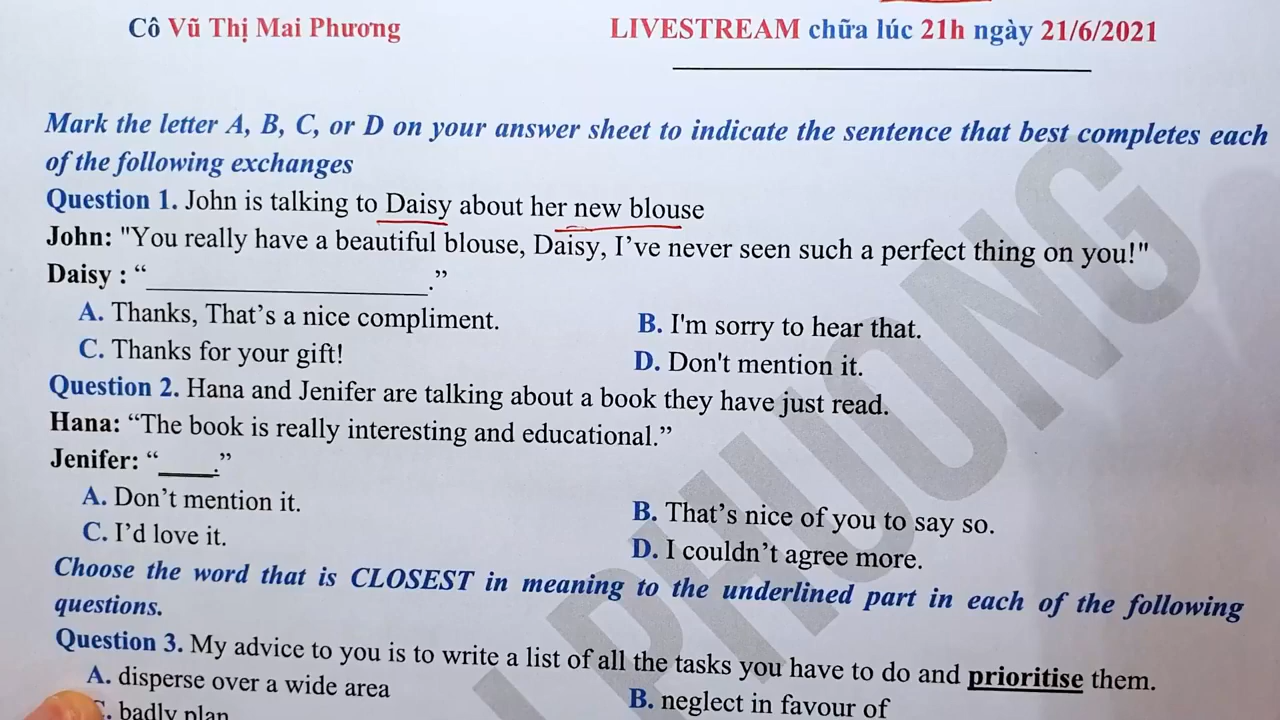 Cô Vũ Thị Mai Phương
LIVESTREAM chữa lúc 21h ngày 21/6/2021
Mark the letter A, B, C, or D on your answer sheet to indicate the sentence that best completes each
of the following exchanges
Question 1. John is talking to Daisy about her new blouse
John: "You really have a beautiful blouse, Daisy, I’ve never seen such a perfect thing on you!"
Daisy : “____________________.”
A. Thanks, That’s a nice compliment.
B. I'm sorry to hear that.
C. Thanks for your gift!
D. Don't mention it.
Question 2. Hana and Jenifer are talking about a book they have just read.
Hana: “The book is really interesting and educational.”
Jenifer: “____.”
A. Don’t mention it.
B. That’s nice of you to say so.
C. I’d love it.
D. I couldn’t agree more.
Choose the word that is CLOSEST in meaning to the underlined part in each of the following
questions.
Question 3. My advice to you is to write a list of all the tasks you have to do and prioritise them.
A. disperse over a wide area
B. neglect in favour of
C. badly plan
PHUONG